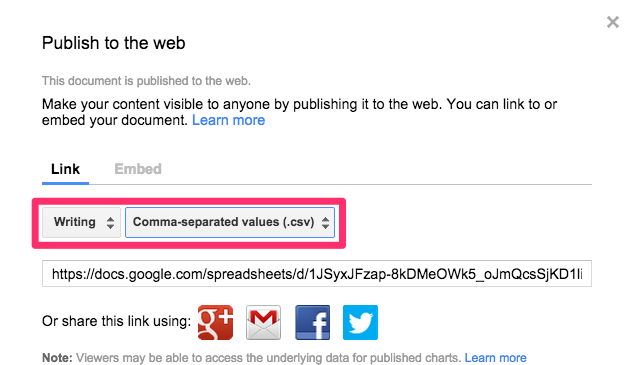 Publish to the web
This document is published to the web.
Make your content visible to anyone by publishing it to the web. You can link to or
embed your document. Learn more
Link Embed
Writing Comma-separated values (.csv)
https://docs.google.com/spreadsheets/d/1JSyxJFzap-8kDMeOWk5_oJmQcsSjKD1li
Or share this link using: g+ M f
Note: Viewers may be able to access the underlying data for published charts. Learn more